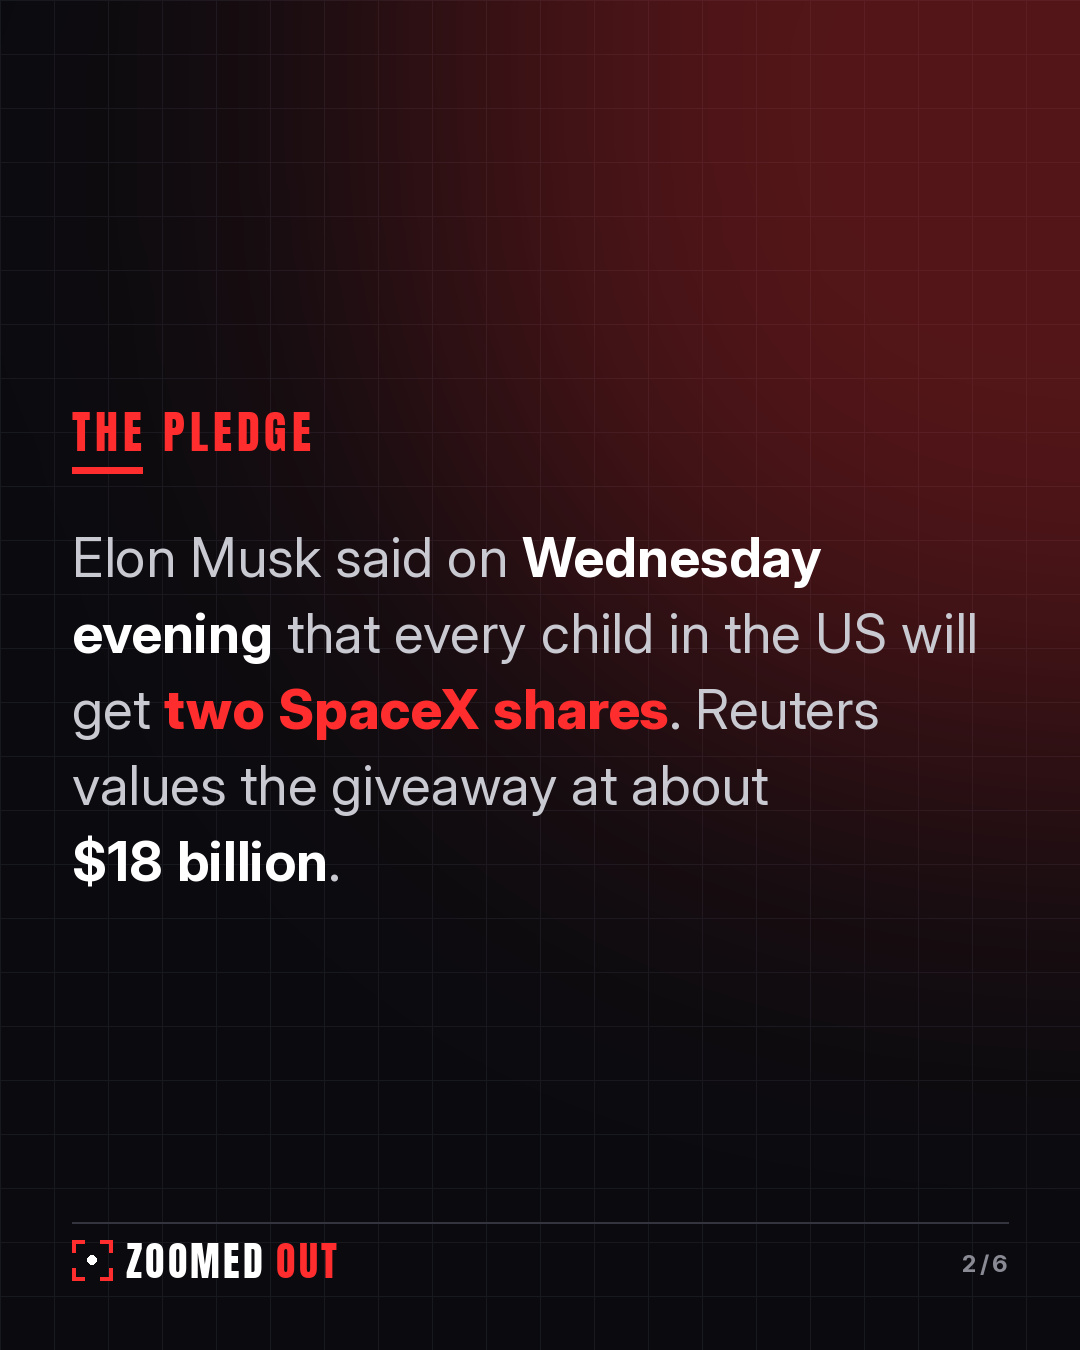 THE PLEDGE
Elon Musk said on Wednesday
evening that every child in the US will
get two SpaceX shares. Reuters
values the giveaway at about
$18 billion.
ZOOMED OUT
2/6